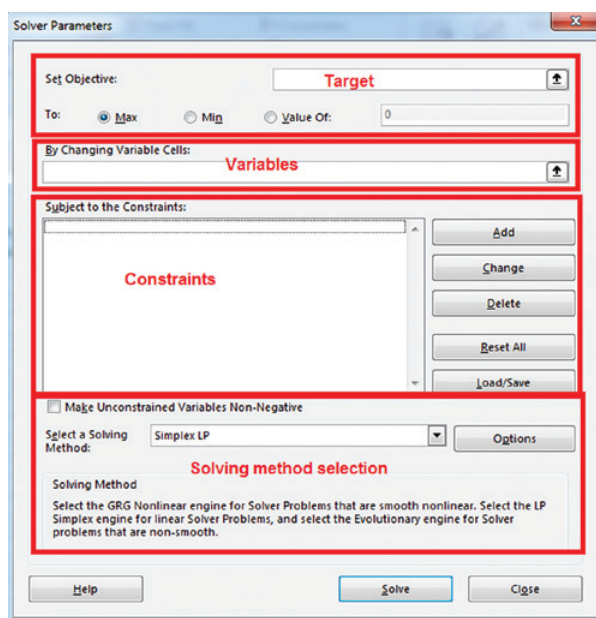 Solver Parameters
Set Objective:
Target
To: Max Min Value Of: 0
By Changing Variable Cells:
Variables
Subject to the Constraints:
Constraints
Add
Change
Delete
Reset All
Load/Save
Make Unconstrained Variables Non-Negative
Select a Solving Method:
Simplex LP
Options
Solving method selection
Solving Method
Select the GRG Nonlinear engine for Solver Problems that are smooth nonlinear. Select the LP
Simplex engine for linear Solver Problems, and select the Evolutionary engine for Solver
problems that are non-smooth.
Help
Solve
Close